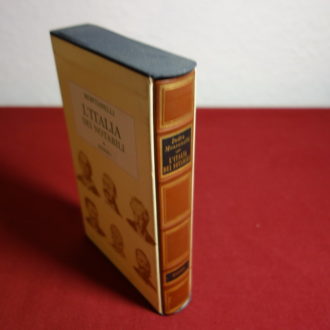 MONTANELLI
L'ITALIA
DEI NOTABILI
Indro
Montanelli
L'ITALIA
DEI NOTABILI